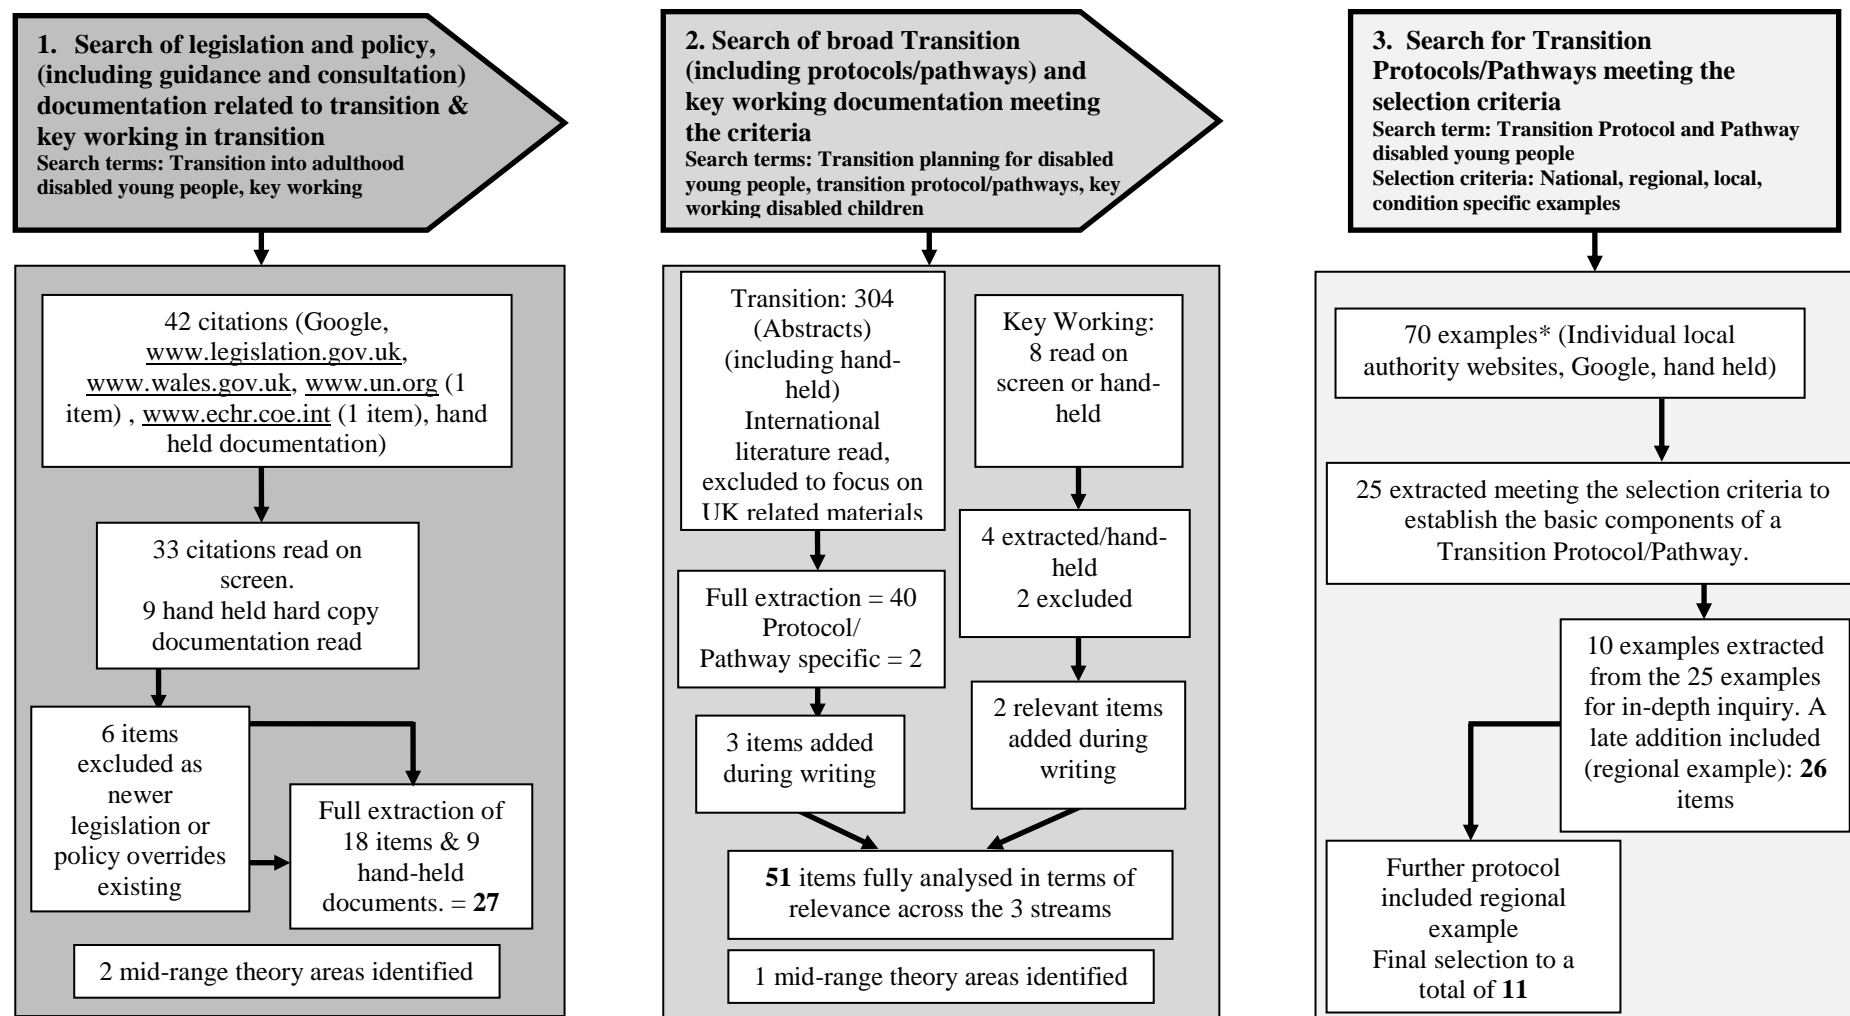 1. Search of legislation and policy,
(including guidance and consultation)
documentation related to transition &
key working in transition
Search terms: Transition into adulthood
disabled young people, key working
42 citations (Google,
www.legislation.gov.uk,
www.wales.gov.uk, www.un.org (1
item) , www.echr.coe.int (1 item), hand
held documentation)
33 citations read on
screen.
9 hand held hard copy
documentation read
6 items
excluded as
newer
legislation or
policy overrides
existing
Full extraction of
18 items & 9
hand-held
documents. = 27
2 mid-range theory areas identified
2. Search of broad Transition
(including protocols/pathways) and
key working documentation meeting
the criteria
Search terms: Transition planning for disabled
young people, transition protocol/pathways, key
working disabled children
Transition: 304
(Abstracts)
(including hand-
held)
International
literature read,
excluded to focus on
UK related materials
Full extraction = 40
Protocol/
Pathway specific = 2
3 items added
during writing
Key Working:
8 read on
screen or hand-
held
4 extracted/hand-
held
2 excluded
2 relevant items
added during
writing
51 items fully analysed in terms of
relevance across the 3 streams
1 mid-range theory areas identified
3. Search for Transition
Protocols/Pathways meeting the
selection criteria
Search term: Transition Protocol and Pathway
disabled young people
Selection criteria: National, regional, local,
condition specific examples
70 examples* (Individual local
authority websites, Google, hand held)
25 extracted meeting the selection criteria to
establish the basic components of a
Transition Protocol/Pathway.
10 examples extracted
from the 25 examples
for in-depth inquiry. A
late addition included
(regional example): 26
items
Further protocol
included regional
example
Final selection to a
total of 11